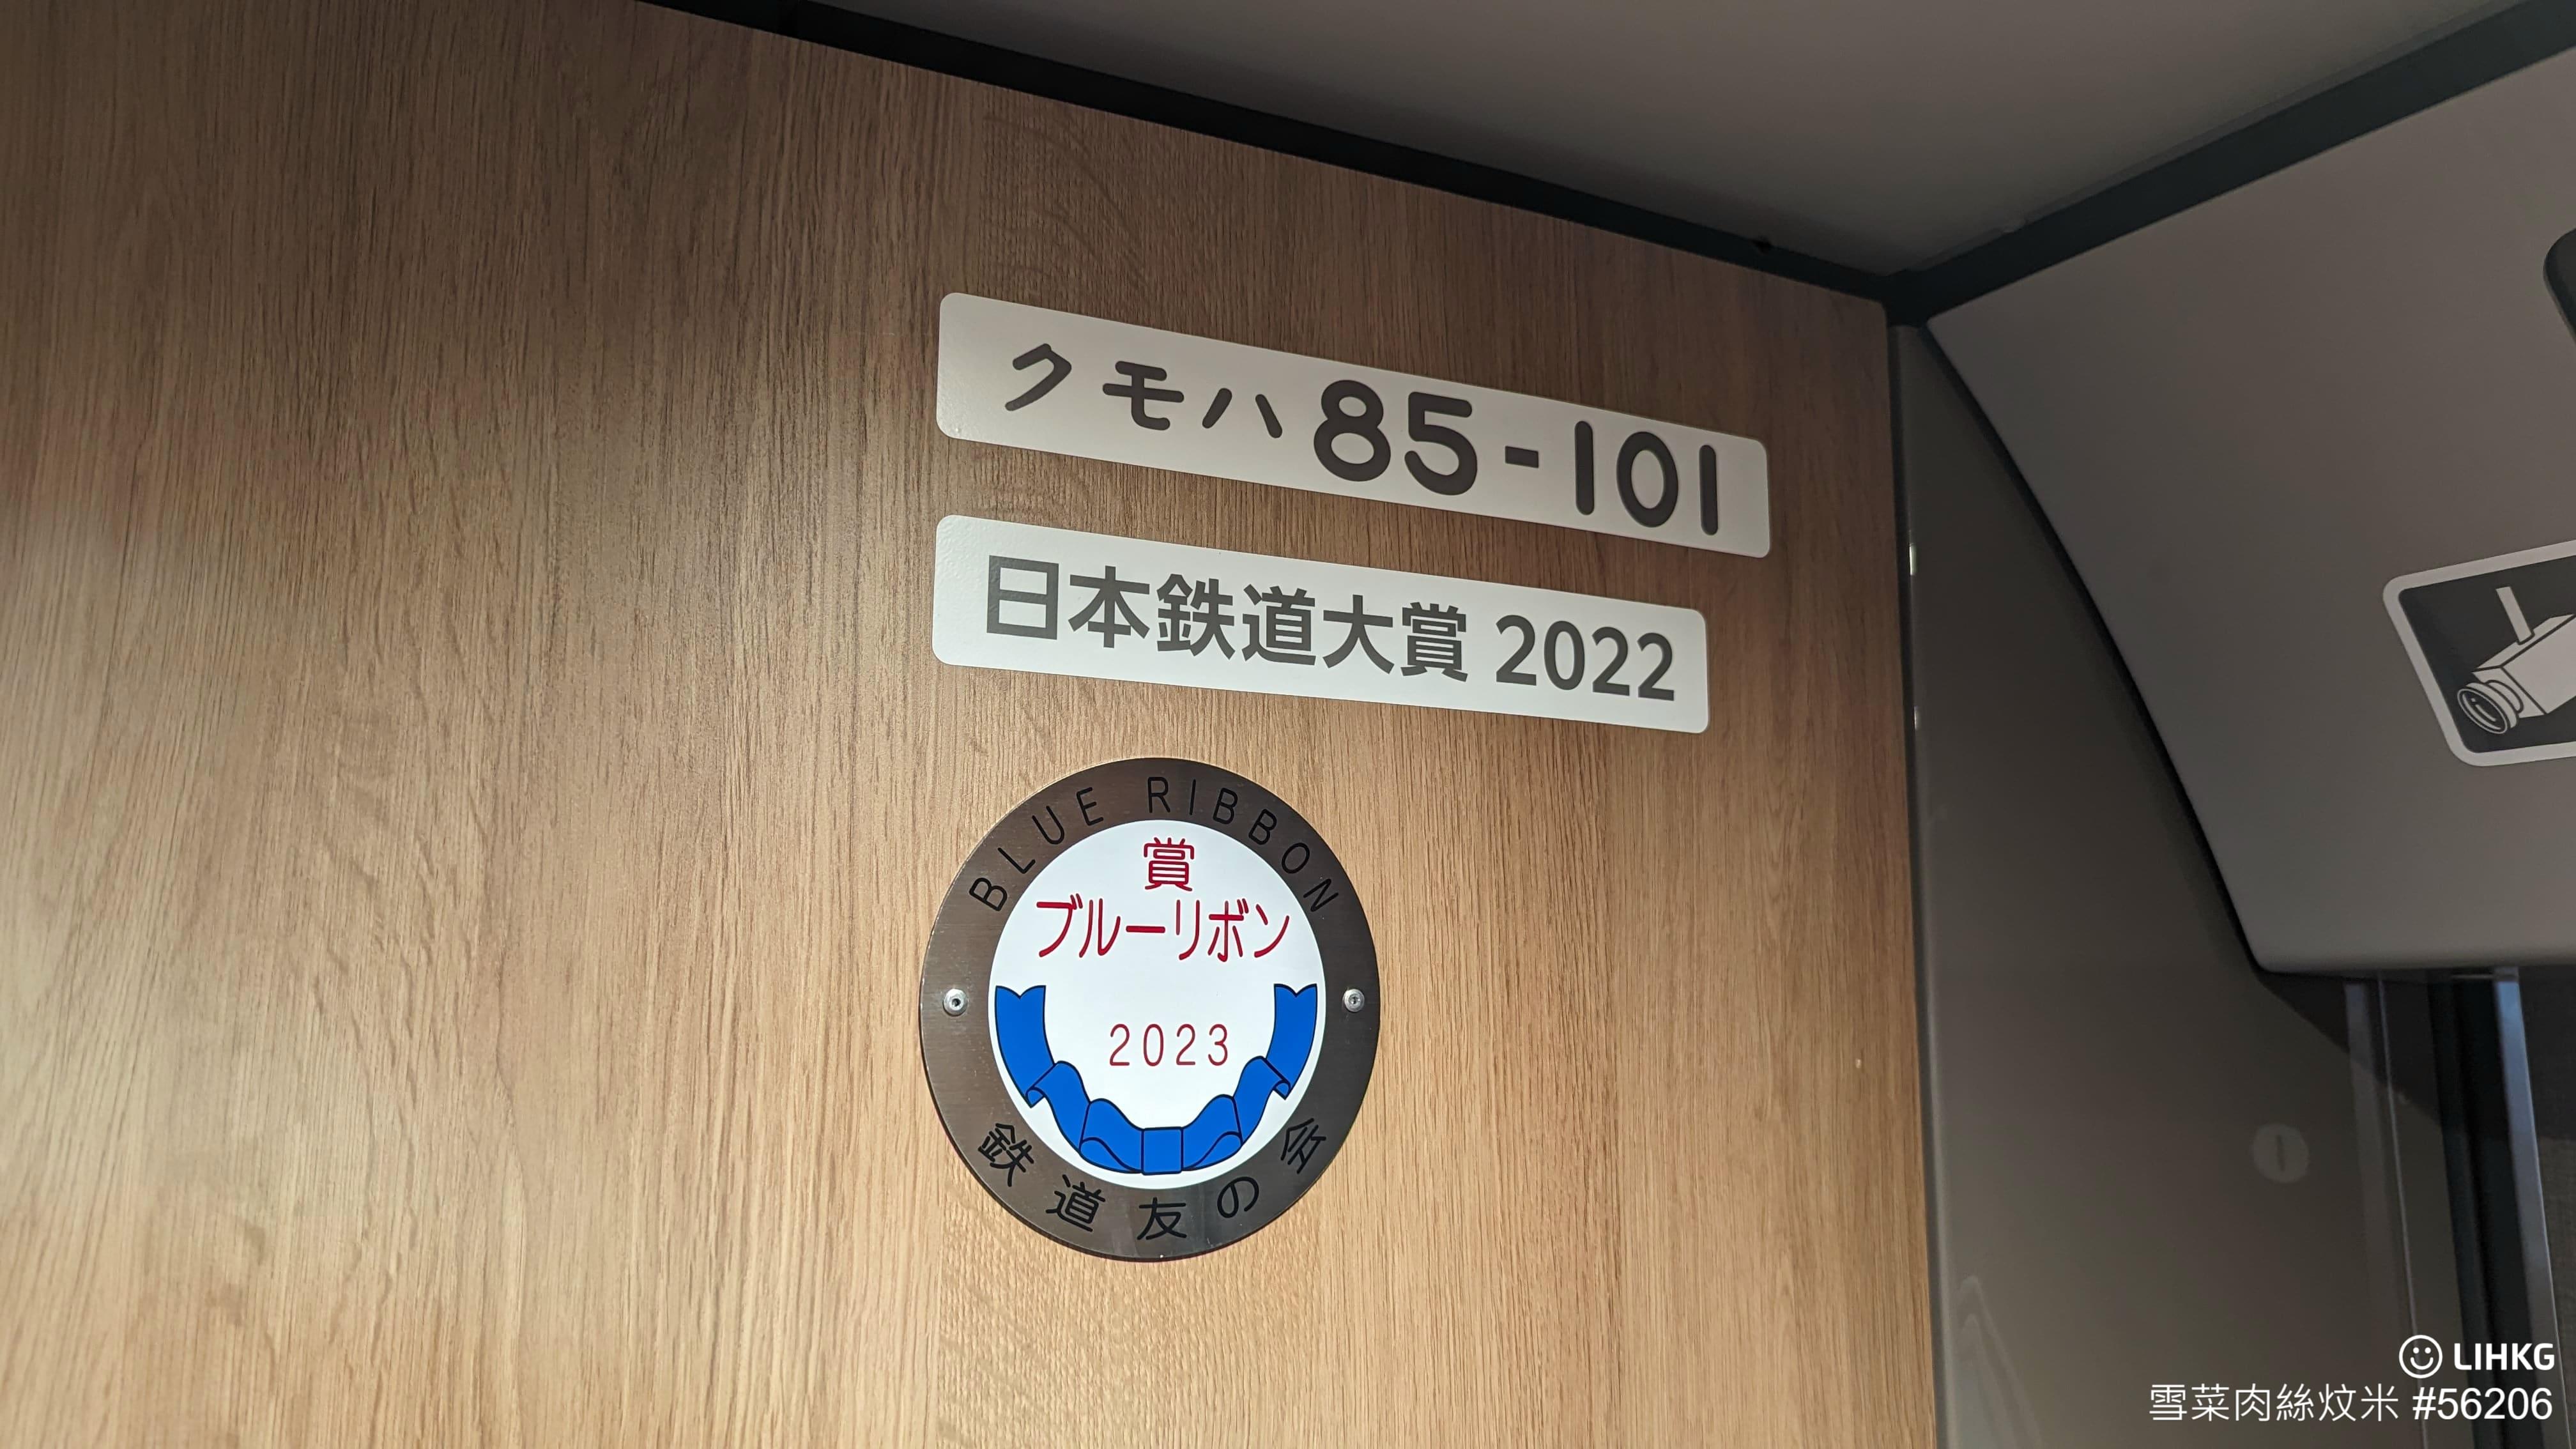 クモハ85-101
日本鉄道大賞 2022
BLUE RIBBON
賞
ブルーリボン
2023
鉄道友の会
LIHKG
雪菜肉絲炆米 #56206